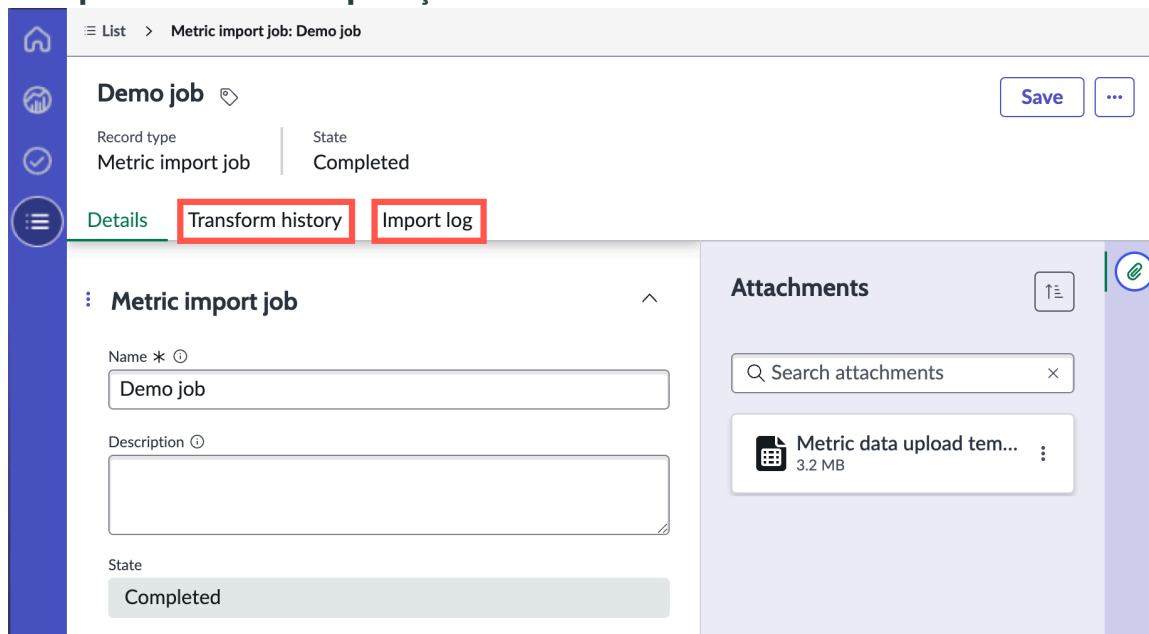 List > Metric import job: Demo job
Demo job
Save
Record type
Metric import job
State
Completed
Details
Transform history
Import log
Metric import job
Name *
Demo job
Description
State
Completed
Attachments
Search attachments
Metric data upload tem...
3.2 MB